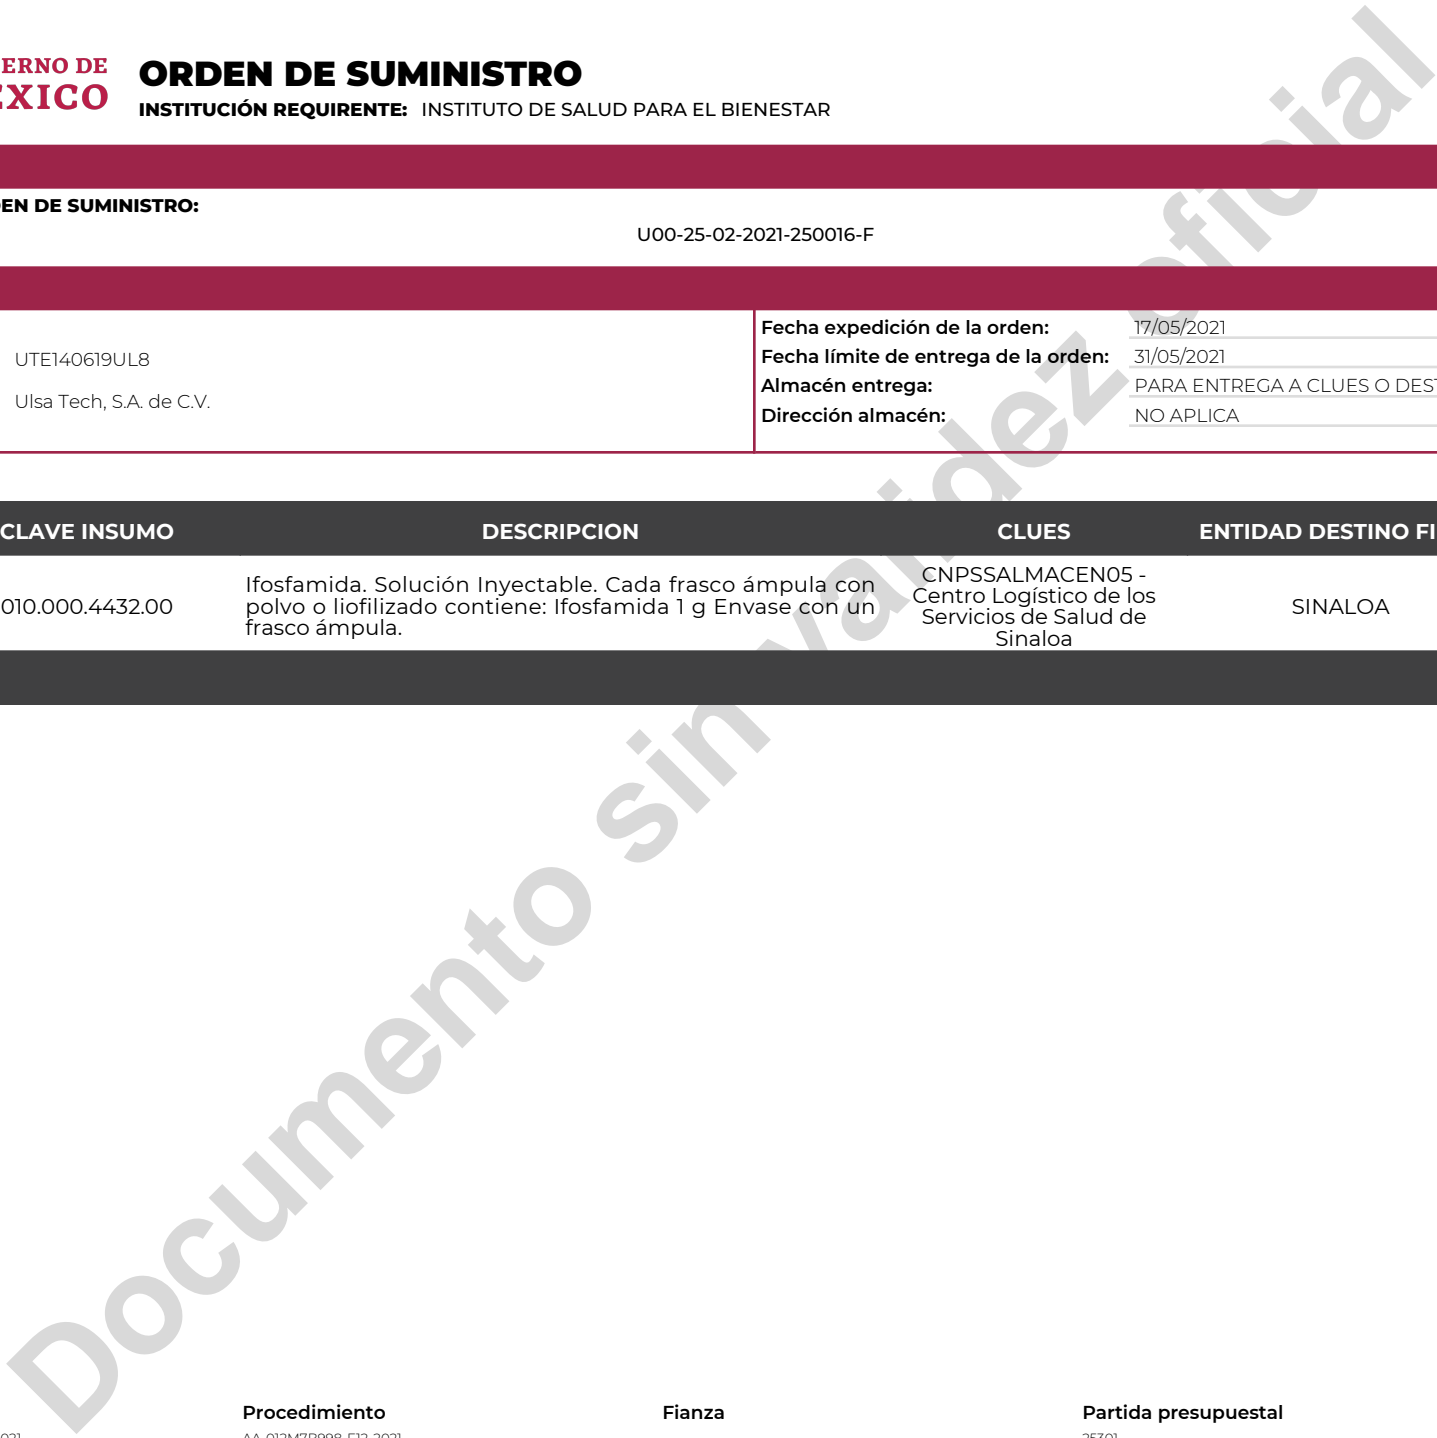 ERNO DE
ORDEN DE SUMINISTRO
INSTITUCIÓN REQUIRENTE: INSTITUTO DE SALUD PARA EL BIENESTAR
EN DE SUMINISTRO:
U00-25-02-2021-250016-F
UTE140619UL8
Ulsa Tech, S.A. de C.V.
Fecha expedición de la orden: 17/05/2021
Fecha límite de entrega de la orden: 31/05/2021
Almacén entrega: PARA ENTREGA A CLUES O DEST
Dirección almacén: NO APLICA
CLAVE INSUMO DESCRIPCION CLUES ENTIDAD DESTINO FI
010.000.4432.00
Ifosfamida. Solución Inyectable. Cada frasco ámpula con
polvo o liofilizado contiene: Ifosfamida 1 g Envase con un
frasco ámpula.
CNPSSALMACEN05 -
Centro Logístico de los
Servicios de Salud de
Sinaloa
SINALOA
Documento sin validez oficial
Procedimiento Fianza Partida presupuestal